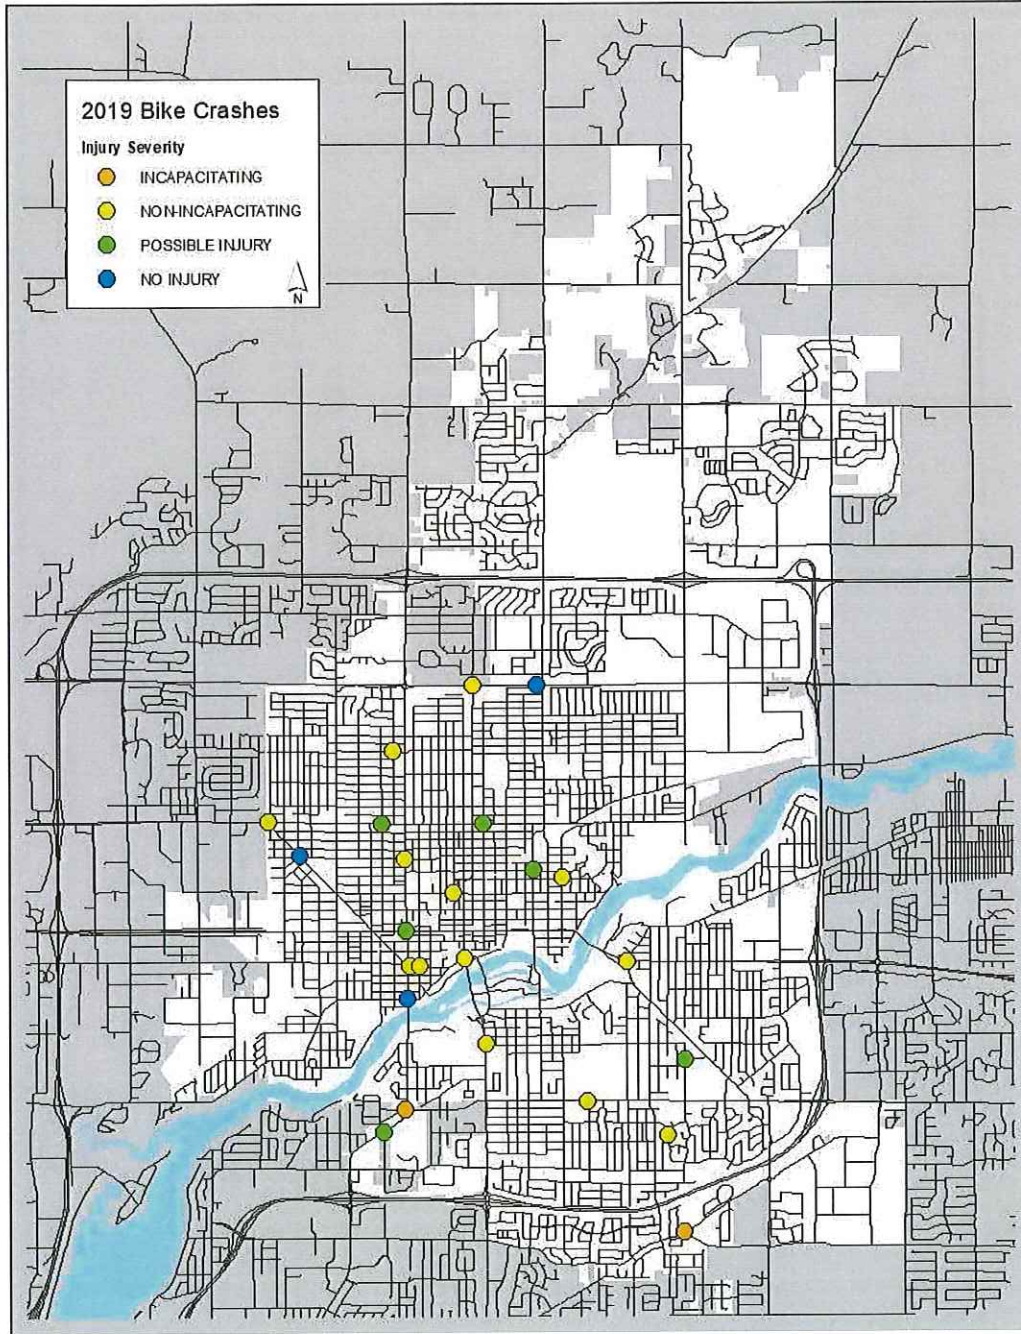 2019 Bike Crashes
Injury Severity
INCAPACITATING
NON-INCAPACITATING
POSSIBLE INJURY
NO INJURY
N